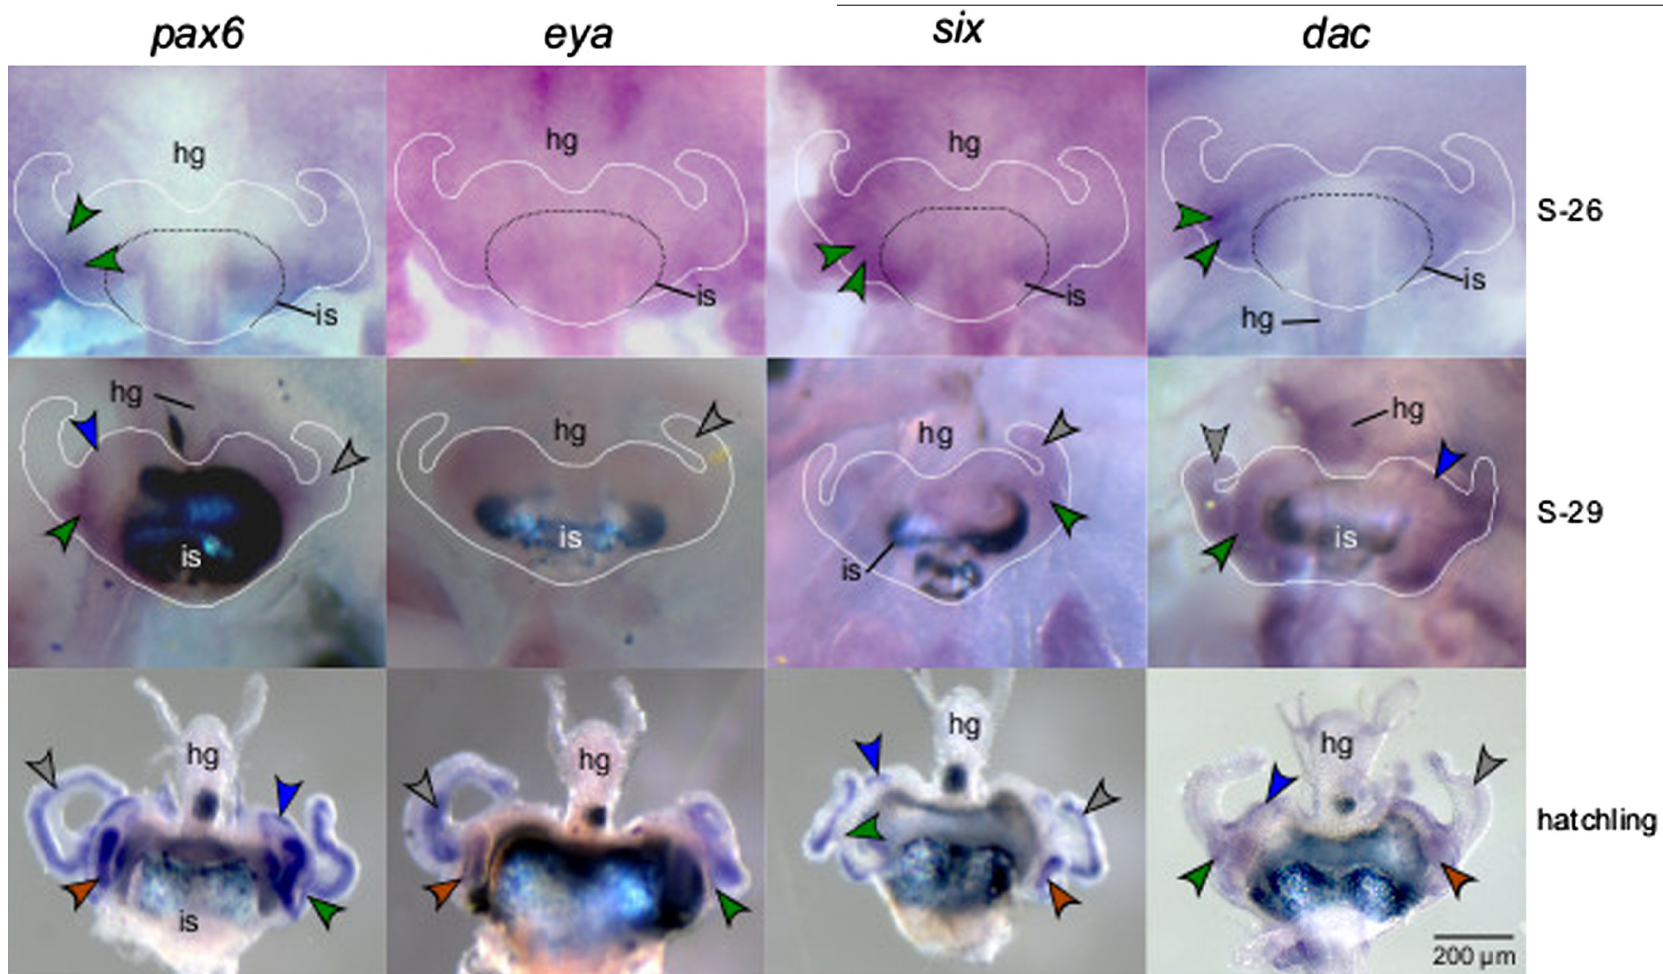 pax6 eya six dac
hg hg hg
is is is is
hg
S-26
hg hg hg hg
is is is is
S-29
hg hg hg hg
is
hatchling
200 µm